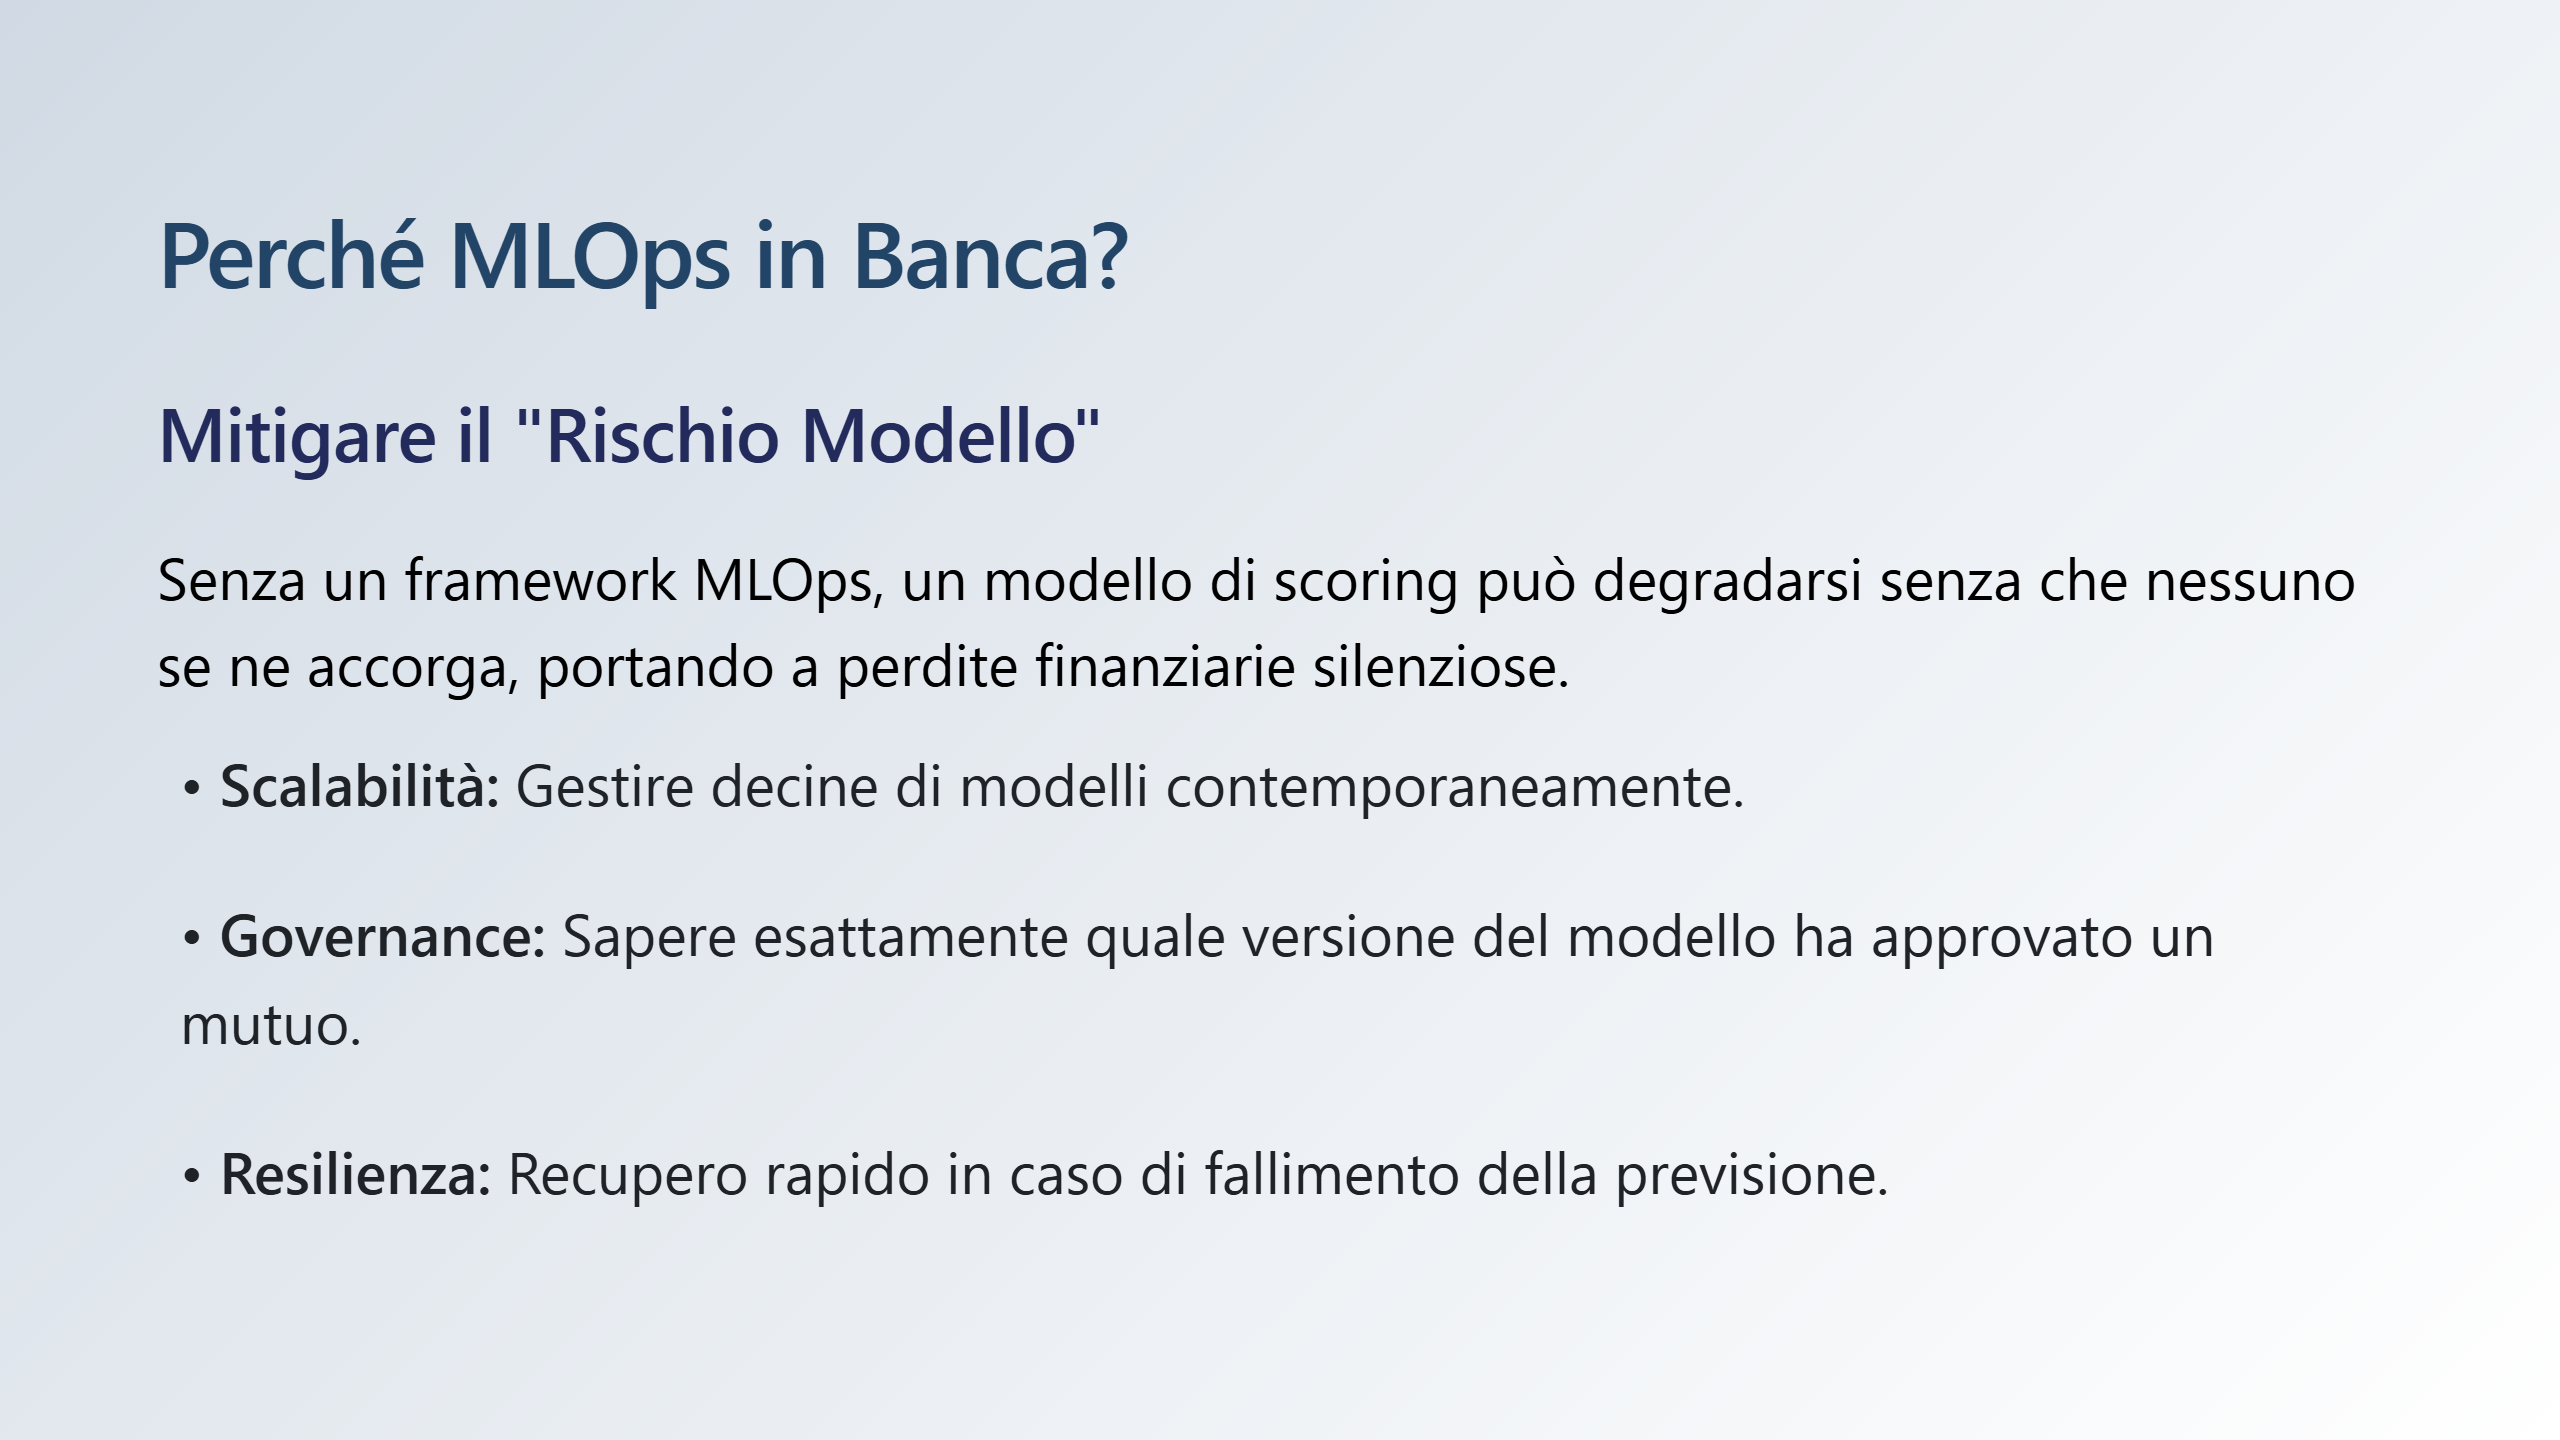 Perché MLOps in Banca?
Mitigare il "Rischio Modello"
Senza un framework MLOps, un modello di scoring può degradarsi senza che nessuno
se ne accorga, portando a perdite finanziarie silenziose.
• Scalabilità: Gestire decine di modelli contemporaneamente.
• Governance: Sapere esattamente quale versione del modello ha approvato un
mutuo.
• Resilienza: Recupero rapido in caso di fallimento della previsione.